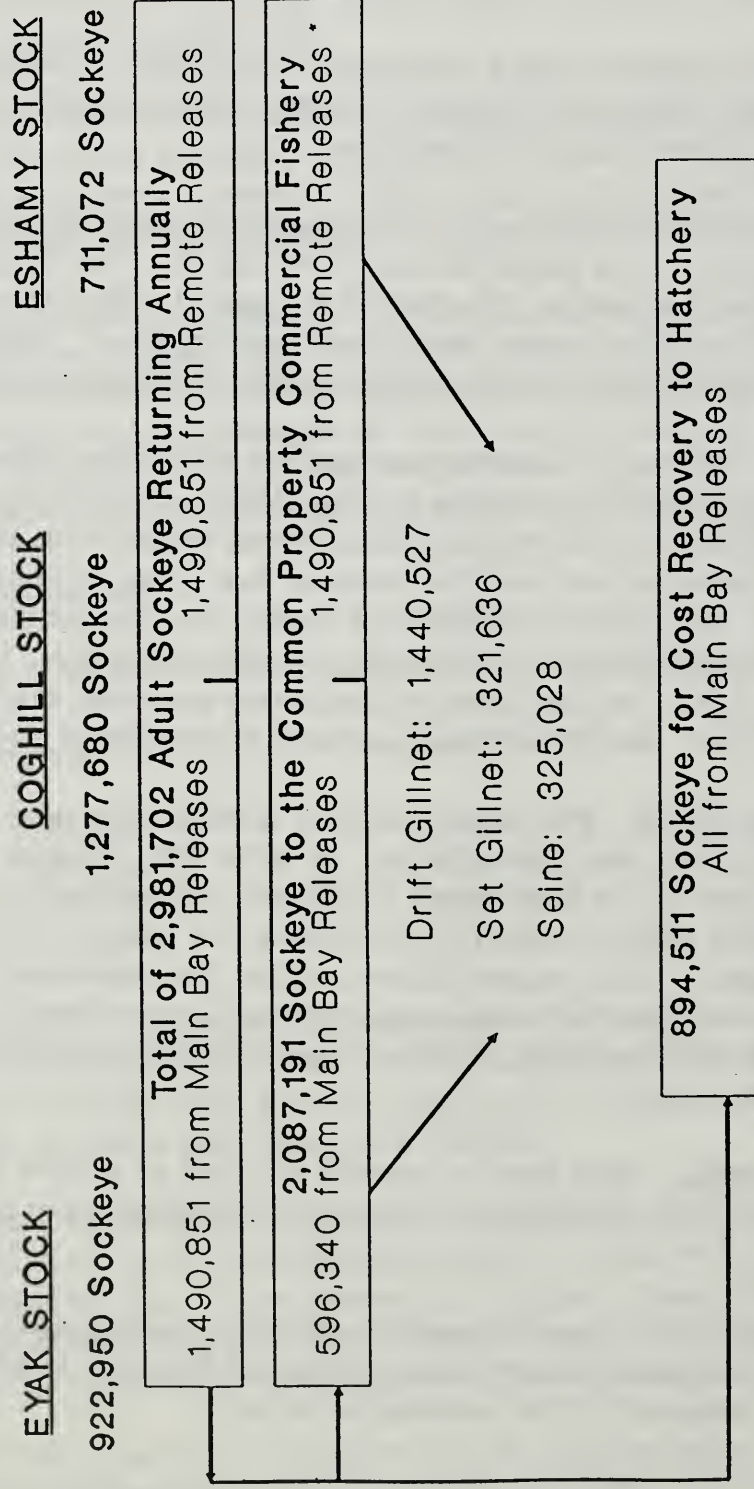 EYAK STOCK
COGHILL STOCK
ESHAMY STOCK
922,950 Sockeye
1,277,680 Sockeye
711,072 Sockeye
Total of 2,981,702 Adult Sockeye Returning Annually
1,490,851 from Main Bay Releases
1,490,851 from Remote Releases
2,087,191 Sockeye to the Common Property Commercial Fishery
596,340 from Main Bay Releases
1,490,851 from Remote Releases
Drift Gillnet: 1,440,527
Set Gillnet: 321,636
Seine: 325,028
894,511 Sockeye for Cost Recovery to Hatchery
All from Main Bay Releases